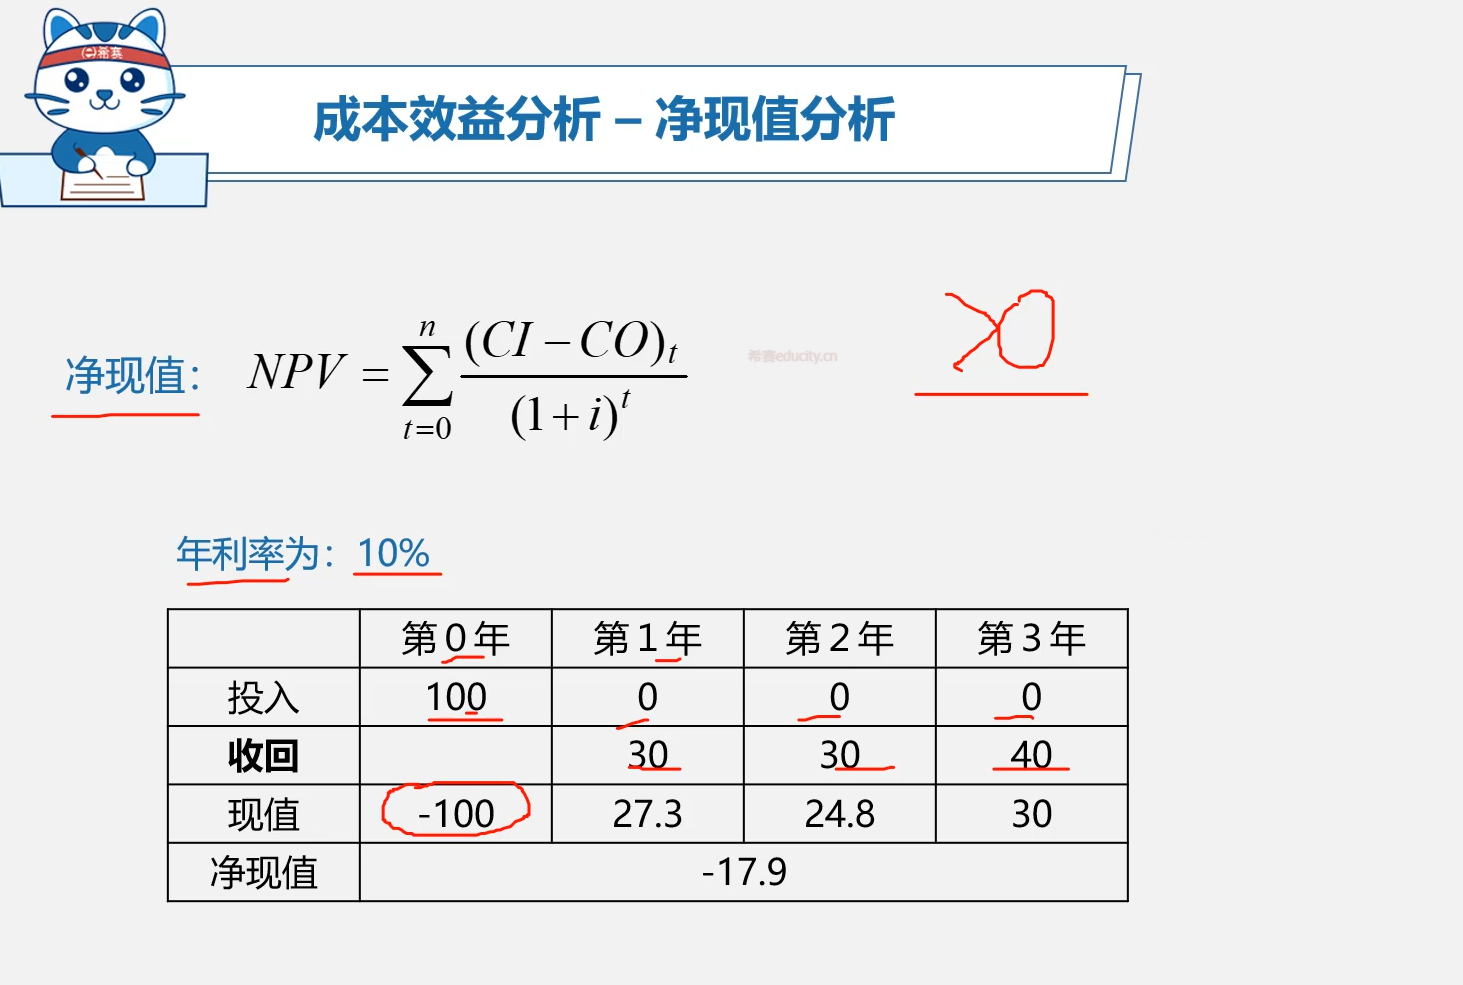 希赛
成本效益分析 – 净现值分析
>0
净现值： NPV = \sum_{t=0}^{n} \frac{(CI - CO)_t}{(1+i)^t}
希赛educity.cn
年利率为：10%
第0年 第1年 第2年 第3年
投入 100 0 0 0
收回 30 30 40
现值 -100 27.3 24.8 30
净现值 -17.9